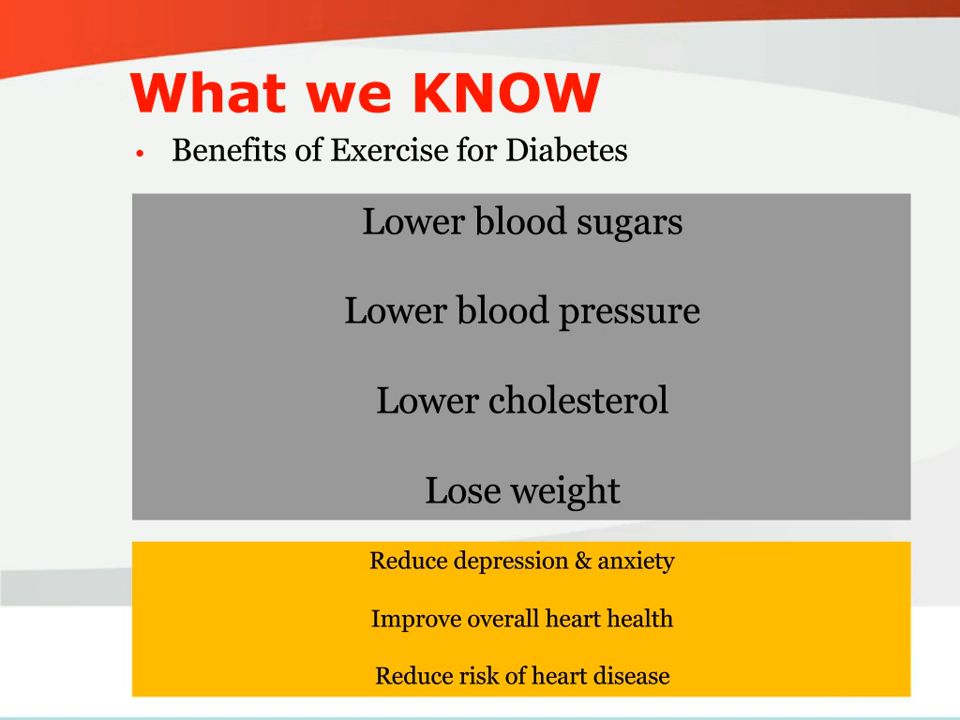 What we KNOW
• Benefits of Exercise for Diabetes
Lower blood sugars
Lower blood pressure
Lower cholesterol
Lose weight
Reduce depression & anxiety
Improve overall heart health
Reduce risk of heart disease